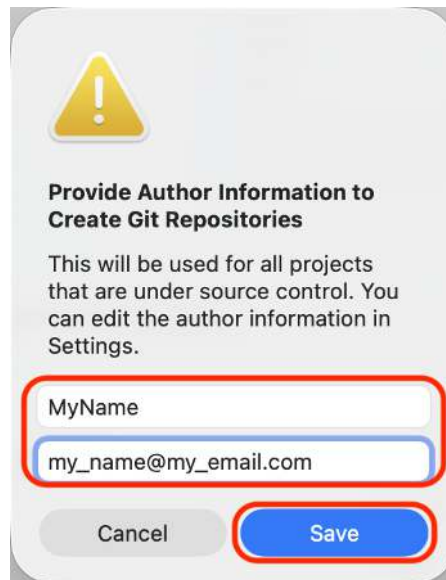 Provide Author Information to
Create Git Repositories
This will be used for all projects
that are under source control. You
can edit the author information in
Settings.
MyName
my_name@my_email.com
Cancel
Save